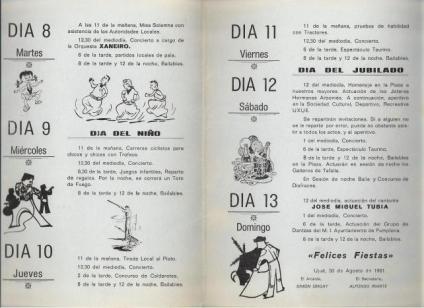 DIA 8
Martes
A las 11 de la mañana, Misa Solemne con
asistencia de las Autoridades Locales.
12,30 del mediodía, Concierto a cargo de
la Orquesta XANEIRO.
6 de la tarde, partidos locales de pala.
8 de la tarde y 12 de la noche, Bailables.
DIA 9
Miércoles
DIA DEL NIÑO
11 de la mañana, Carreras ciclistas para
chicos y chicas con Trofeos.
12,30 del mediodía, Concierto.
5,30 de la tarde, Juegos Infantiles, Reparto
de regalos. Por la noche, se correrá un Toro
de Fuego.
8 de la tarde y 12 de la noche, Bailables.
DIA 10
Jueves
11 de la mañana, Tirada Local al Plato.
12,30 del mediodía, Concierto.
2 de la tarde, Concurso de Calderetes.
8 de la tarde y 12 de la noche, Bailables.
DIA 11
Viernes
11 de la mañana, pruebas de habilidad
con Tractores.
12,30 del mediodía, Concierto.
6 de la tarde, Espectáculo Taurino.
8 de la tarde y 12 de la noche, Bailables.
DIA 12
Sábado
DIA DEL JUBILADO
12 del mediodía, Homenaje en la Plaza a
nuestros mayores. Actuación de los Joteros
Hermanos Anoméa. A continuación, aperitivo
en la Sociedad Cultural, Deportiva, Recreativa
UXUE.
Se repartirán invitaciones. Si a alguien no
se le reparte por error, puede no obstante asis-
tir a todos los actos, y al aperitivo.
1 del mediodía, Concierto.
6 de la tarde, Espectáculo Taurino.
8 de la tarde y 12 de la noche, Bailables
en la Plaza. Actuarán en sesión de noche los
Gaiteros de Tafalla.
En Sesión de noche Baile y Concurso de
Disfraces.
DIA 13
Domingo
12 del mediodía, actuación del cantante
JOSE MIGUEL TUBIA
1,30 del mediodía, Concierto.
6 de la tarde, Actuación del Grupo de
Danzas del M. I. Ayuntamiento de Pamplona.
8 de la tarde y 12 de la noche, Bailables.
«Felices Fiestas»
Ujué, 30 de Agosto de 1981.
El Alcalde,
El Secretario,
ALFONSO IRIARTE